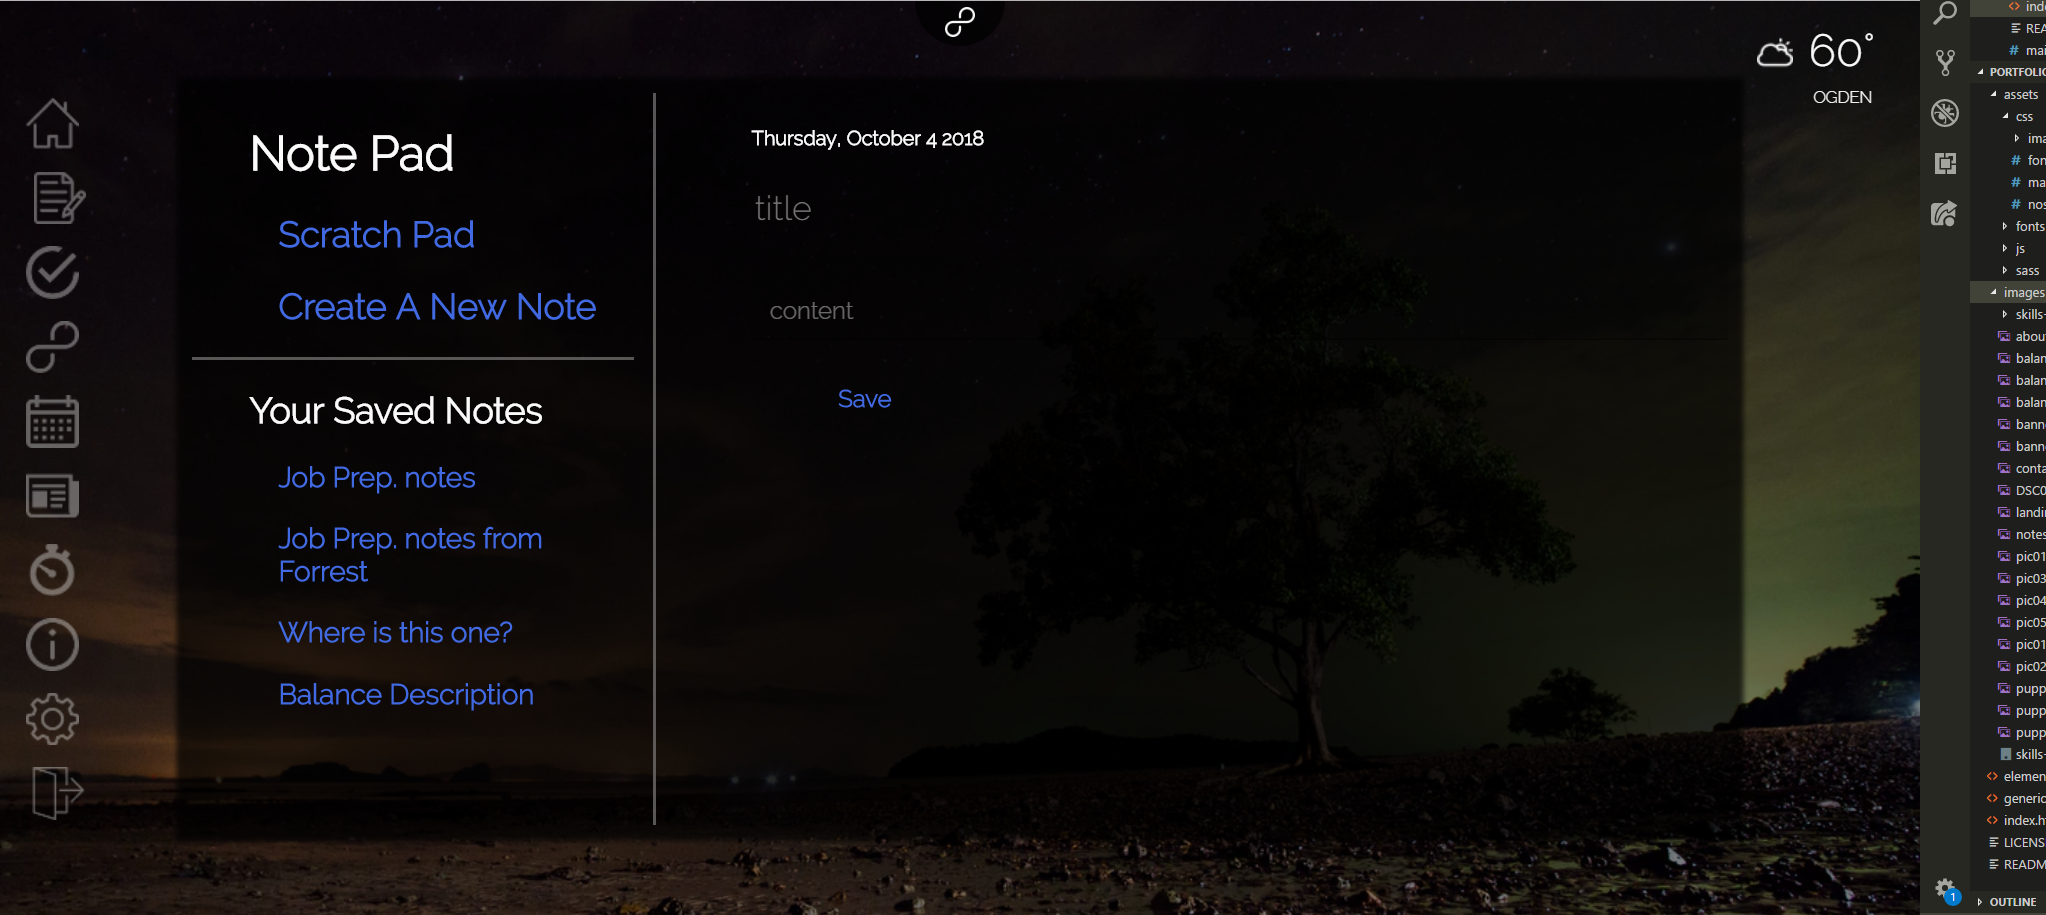 60°
OGDEN
Note Pad
Scratch Pad
Create A New Note
Your Saved Notes
Job Prep. notes
Job Prep. notes from
Forrest
Where is this one?
Balance Description
Thursday, October 4 2018
title
content
Save
inde
REA
mai
PORTFOLIO
assets
css
ima
fon
mai
nos
fonts
js
sass
images
skills-
abou
balan
balan
balan
bann
bann
conta
DSC0
landi
notes
pic01
pic03
pic04
pic05
pic01
pic02
pupp
pupp
pupp
skills-
elemen
generic
index.h
LICENS
READM
1
OUTLINE